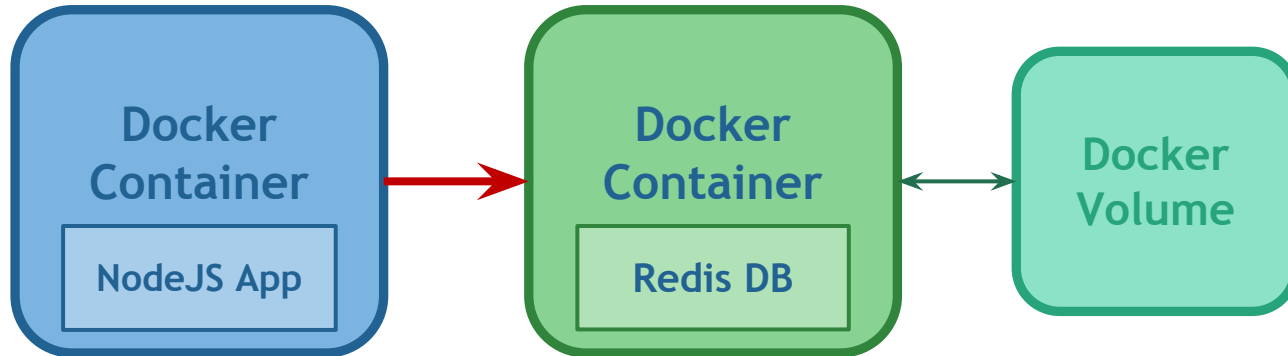 Docker
Container
NodeJS App
Docker
Container
Redis DB
Docker
Volume